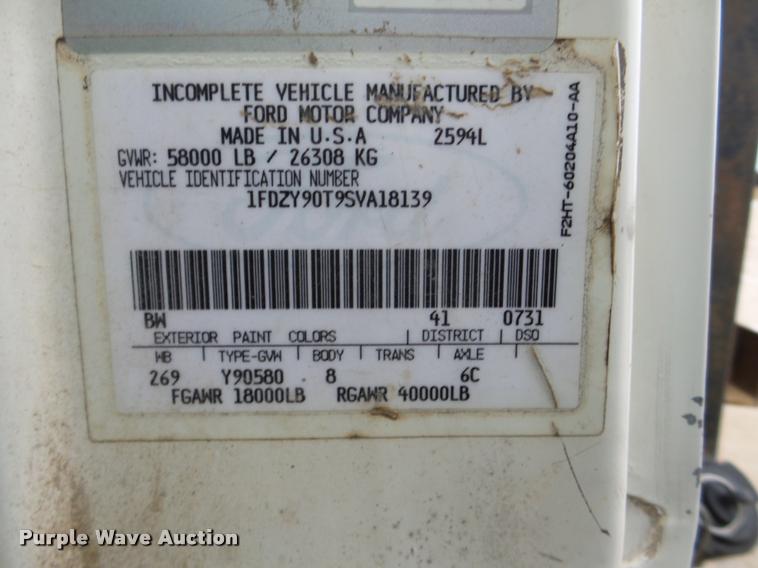 INCOMPLETE VEHICLE MANUFACTURED BY
FORD MOTOR COMPANY
MADE IN U.S.A 2594L
GVWR: 58000 LB / 26308 KG
VEHICLE IDENTIFICATION NUMBER
1FDZY90T9SVA18139
F2HT-60204A10-AA
BW 41 0731
EXTERIOR PAINT COLORS DISTRICT DSO
WB TYPE-GVW BODY TRANS AXLE
269 Y90580 8 6C
FGAWR 18000LB RGAWR 40000LB
Purple Wave Auction